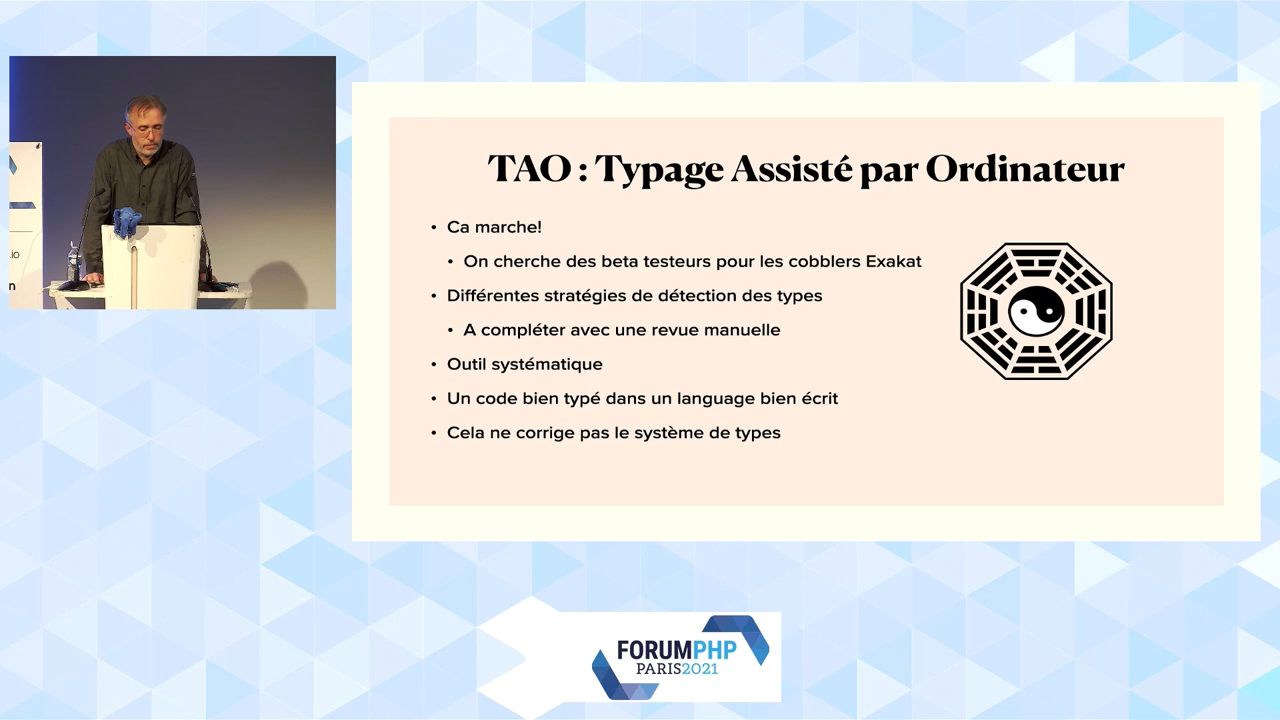 TAO : Typage Assisté par Ordinateur
• Ca marche!
• On cherche des beta testeurs pour les cobblers Exakat
• Différentes stratégies de détection des types
• A compléter avec une revue manuelle
• Outil systématique
• Un code bien typé dans un language bien écrit
• Cela ne corrige pas le système de types
.io
n
FORUMPHP
PARIS2021